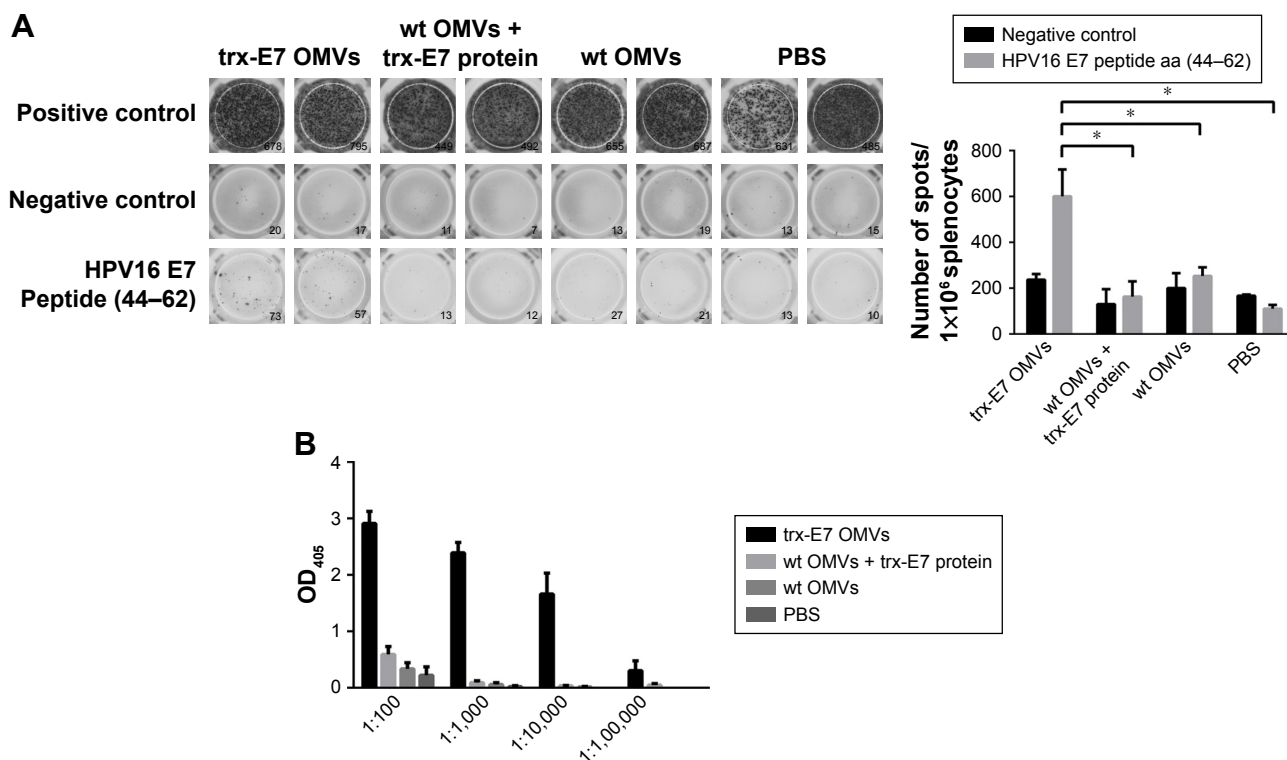 A
trx-E7 OMVs
wt OMVs +
trx-E7 protein
wt OMVs
PBS
Positive control
678
795
449
492
655
687
631
485
Negative control
20
17
11
7
13
19
13
15
HPV16 E7
Peptide (44–62)
73
57
13
12
27
21
13
10
Negative control
HPV16 E7 peptide aa (44–62)
*
*
*
Number of spots/
1×10⁶ splenocytes
800
600
400
200
0
trx-E7 OMVs
wt OMVs +
trx-E7 protein
wt OMVs
PBS
B
OD₄₀₅
4
3
2
1
0
1:100
1:1,000
1:10,000
1:1,00,000
trx-E7 OMVs
wt OMVs + trx-E7 protein
wt OMVs
PBS